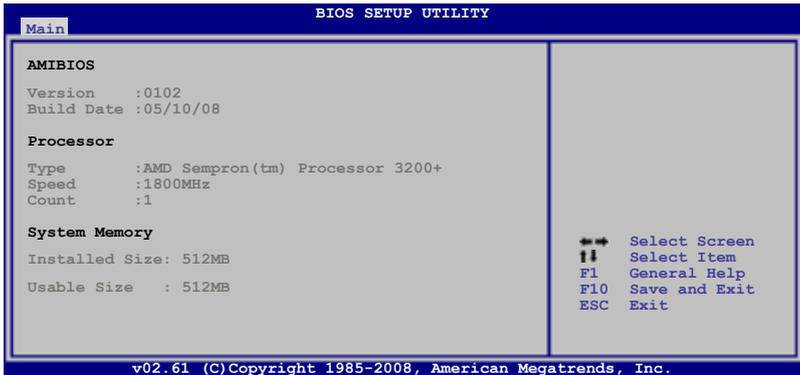 BIOS SETUP UTILITY
Main
AMIBIOS
Version :0102
Build Date :05/10/08
Processor
Type :AMD Sempron(tm) Processor 3200+
Speed :1800MHz
Count :1
System Memory
Installed Size: 512MB
Usable Size : 512MB
←→ Select Screen
↑↓ Select Item
F1 General Help
F10 Save and Exit
ESC Exit
v02.61 (C)Copyright 1985-2008, American Megatrends, Inc.